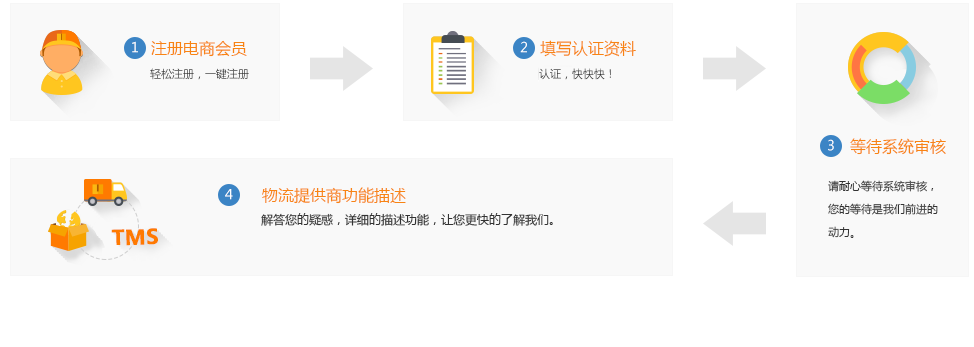 1 注册电商会员
轻松注册，一键注册
2 填写认证资料
认证，快快快！
3 等待系统审核
请耐心等待系统审核，
您的等待是我们前进的
动力。
4 物流提供商功能描述
解答您的疑惑，详细的描述功能，让您更快的了解我们。
TMS